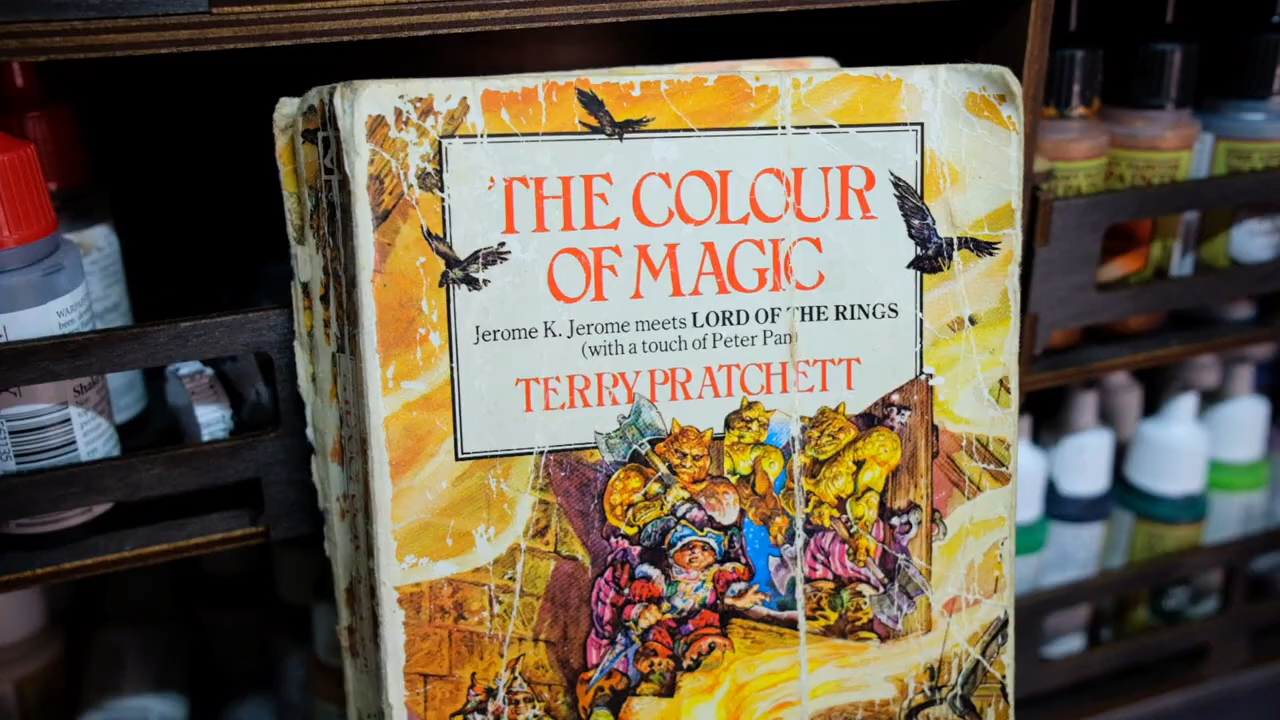 THE COLOUR
OF MAGIC
Jerome K. Jerome meets LORD OF THE RINGS
(with a touch of Peter Pan)
TERRY PRATCHETT